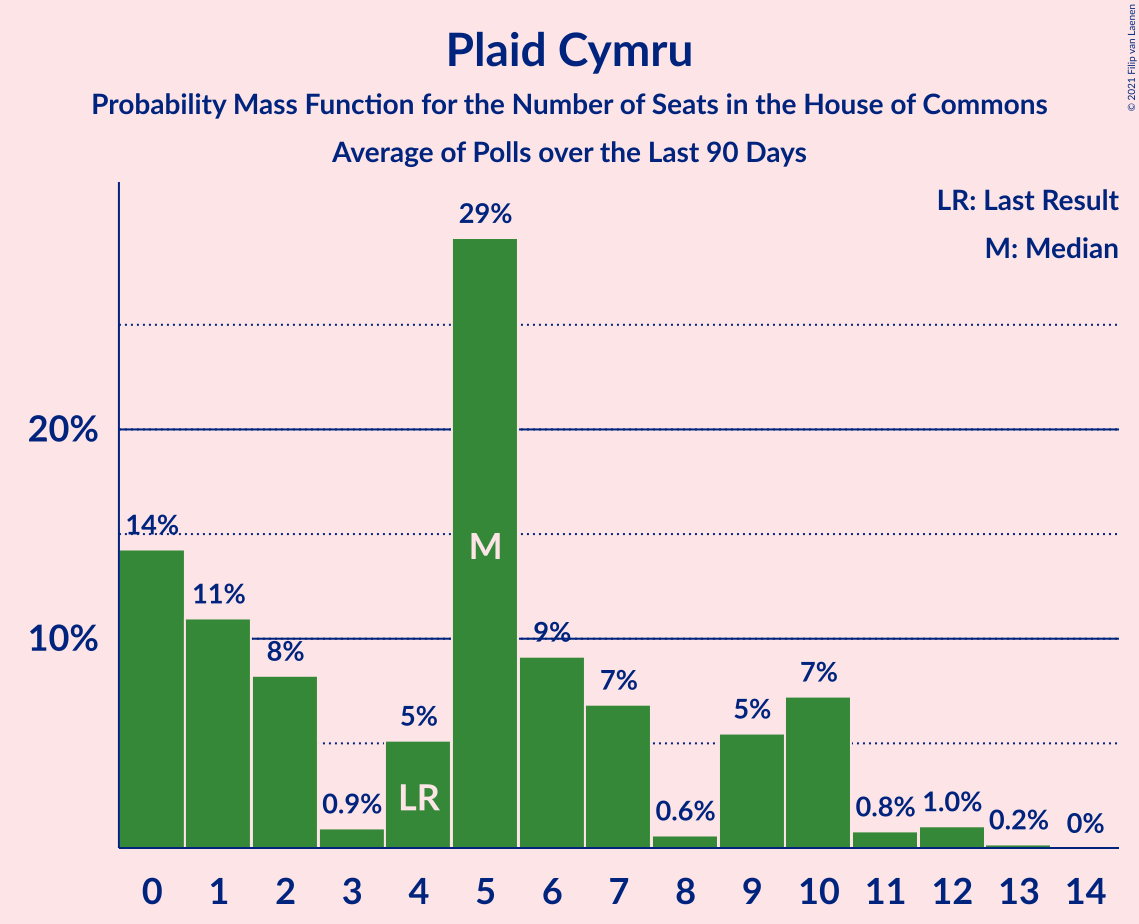 Plaid Cymru
Probability Mass Function for the Number of Seats in the House of Commons
Average of Polls over the Last 90 Days
© 2021 Filip van Laenen
LR: Last Result
M: Median
20%
10%
14%
11%
8%
0.9%
5%
29%
9%
7%
0.6%
5%
7%
0.8%
1.0%
0.2%
0%
M
LR
0 1 2 3 4 5 6 7 8 9 10 11 12 13 14